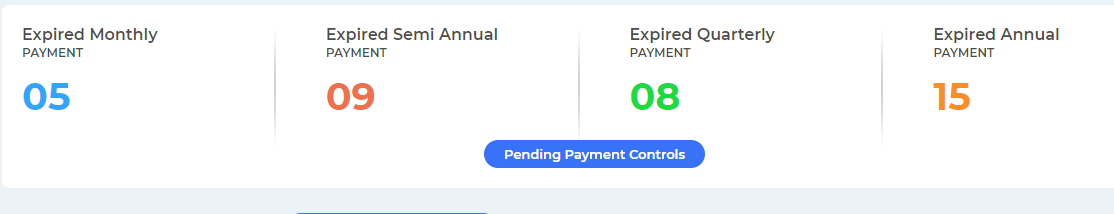 Expired Monthly
PAYMENT
05
Expired Semi Annual
PAYMENT
09
Expired Quarterly
PAYMENT
08
Expired Annual
PAYMENT
15
Pending Payment Controls